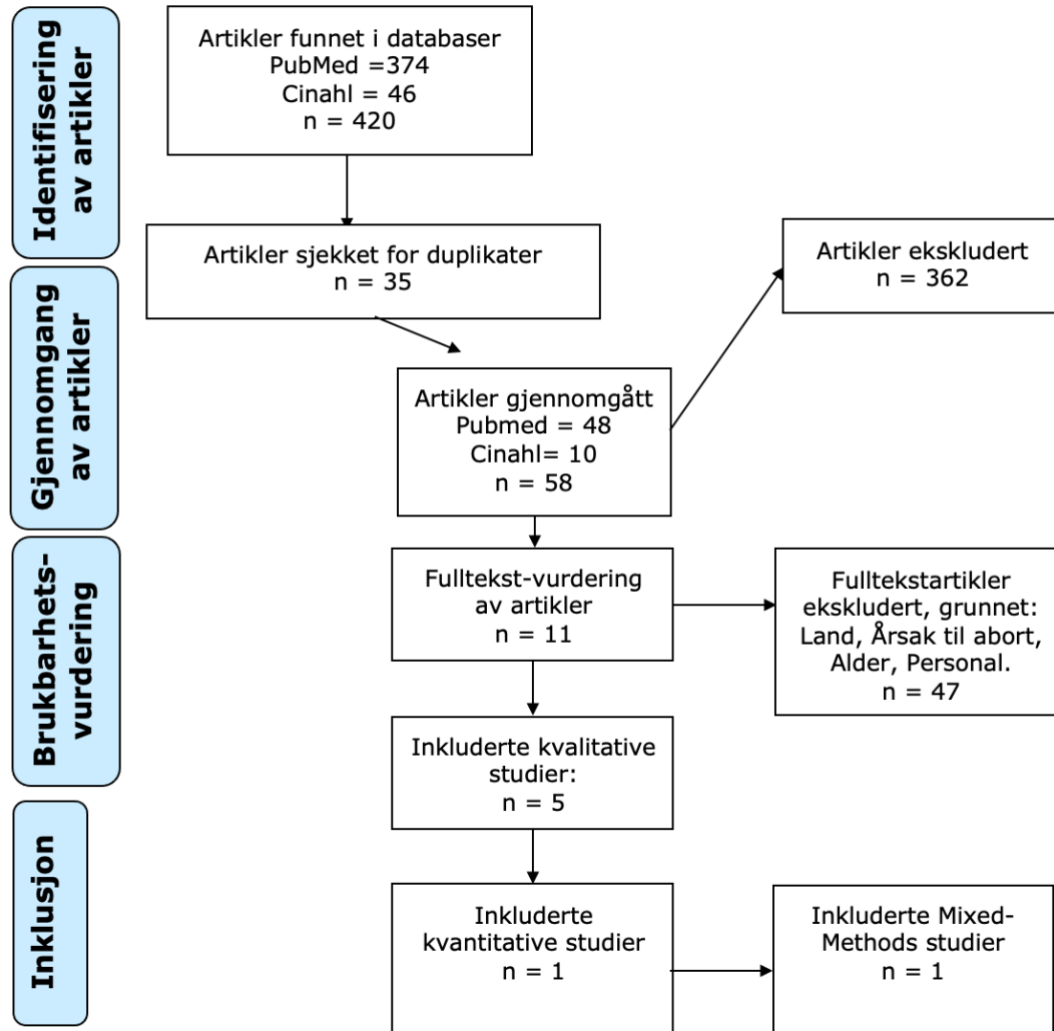 Identifisering
av artikler
Artikler funnet i databaser
PubMed =374
Cinahl = 46
n = 420
Artikler sjekket for duplikater
n = 35
Artikler ekskludert
n = 362
Gjennomgang
av artikler
Artikler gjennomgått
Pubmed = 48
Cinahl= 10
n = 58
Brukbarhets-
vurdering
Fulltekst-vurdering
av artikler
n = 11
Fulltekstartikler
ekskludert, grunnet:
Land, Årsak til abort,
Alder, Personal.
n = 47
Inkluderte kvalitative
studier:
n = 5
Inklusjon
Inkluderte
kvantitative studier
n = 1
Inkluderte Mixed-
Methods studier
n = 1